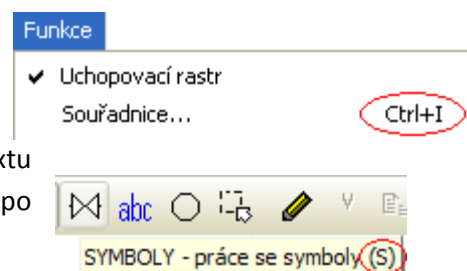 Funkce
Uchopovací rastr
Souřadnice... Ctrl+I
xtu
po
abc
SYMBOLY - práce se symboly (S)